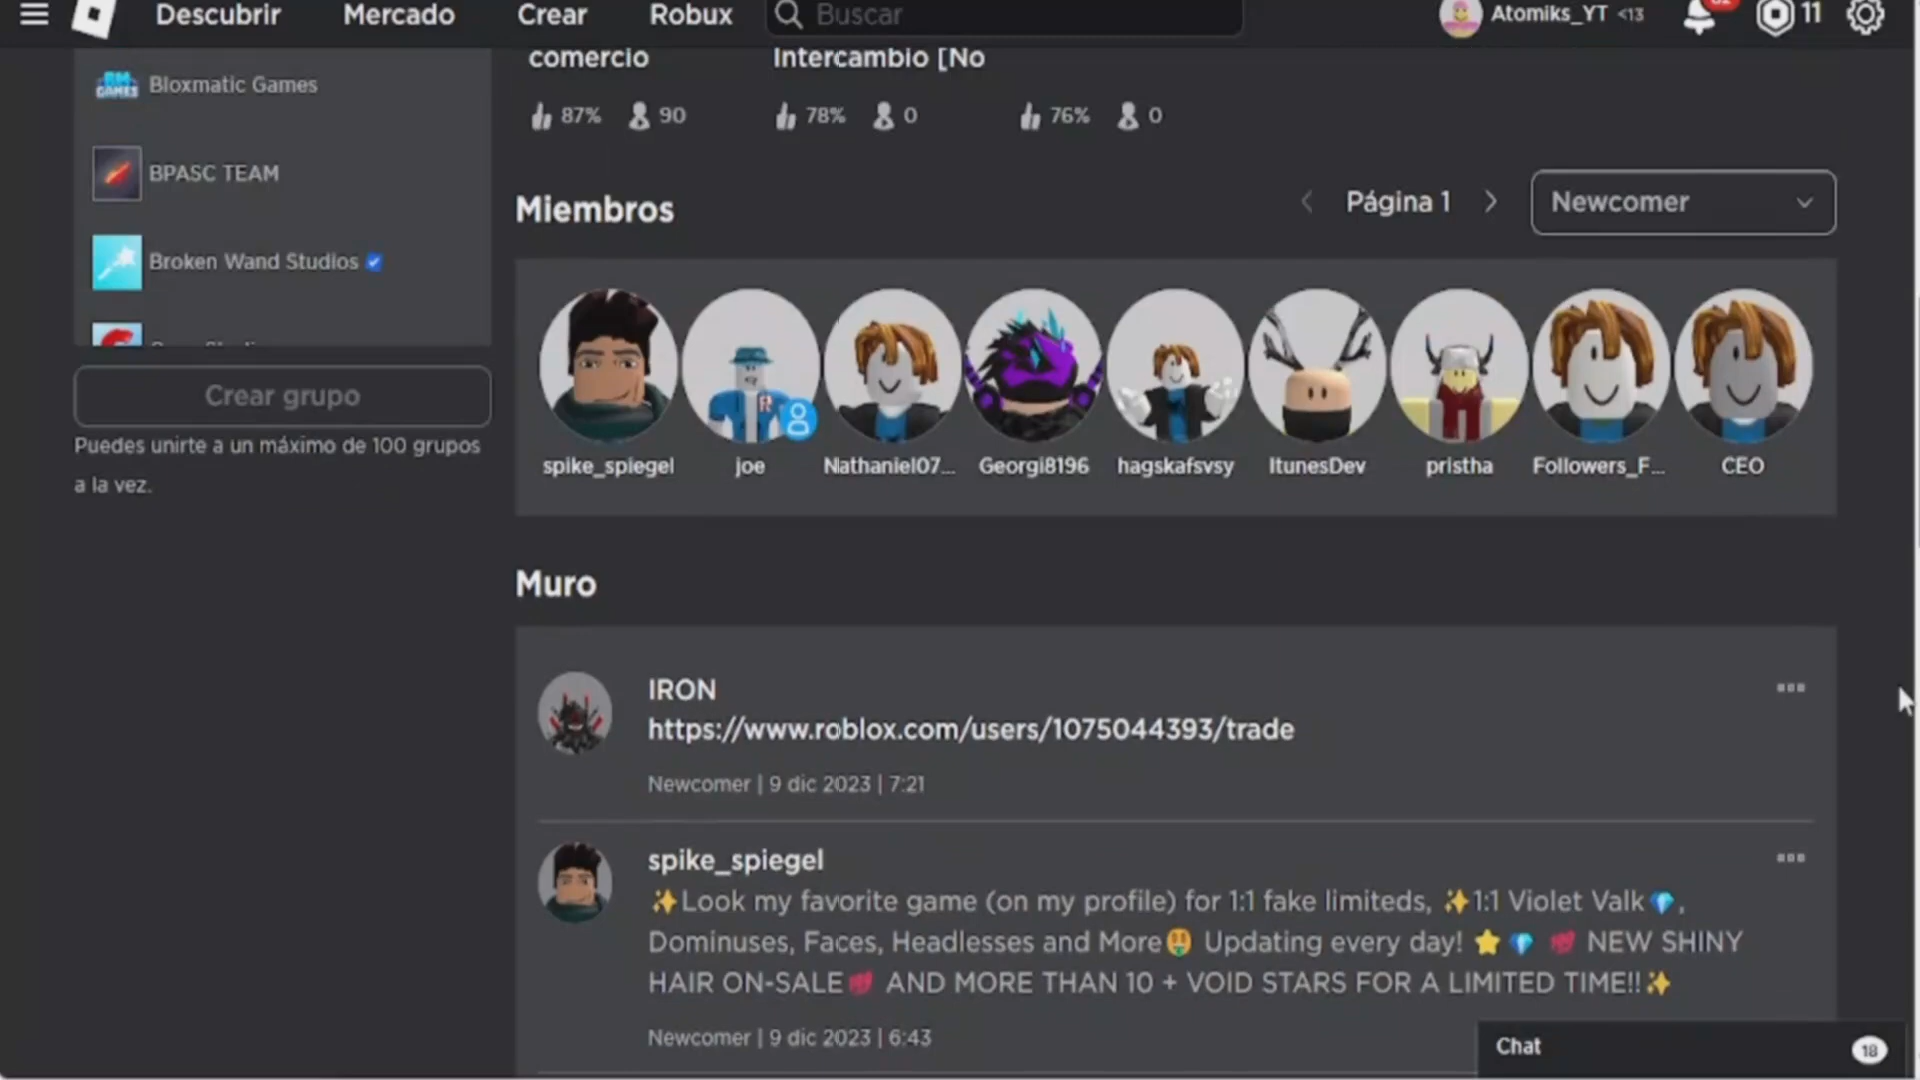 Descubrir
Mercado
Crear
Robux
Buscar
Atomiks_YT <13
11
Bloxmatic Games
BPASC TEAM
Broken Wand Studios
Crear grupo
Puedes unirte a un máximo de 100 grupos
a la vez.
comercio
Intercambio [No
87% 90
78% 0
76% 0
Miembros
Página 1
Newcomer
spike_spiegel
joe
Nathaniel07...
Georgi8196
hagskafsvsy
ItunesDev
pristha
Followers_F...
CEO
Muro
IRON
https://www.roblox.com/users/1075044393/trade
Newcomer | 9 dic 2023 | 7:21
spike_spiegel
✨Look my favorite game (on my profile) for 1:1 fake limiteds, ✨1:1 Violet Valk💎,
Dominuses, Faces, Headlesses and More🤑 Updating every day! ⭐💎 NEW SHINY
HAIR ON-SALE AND MORE THAN 10 + VOID STARS FOR A LIMITED TIME!!✨
Newcomer | 9 dic 2023 | 6:43
Chat
18